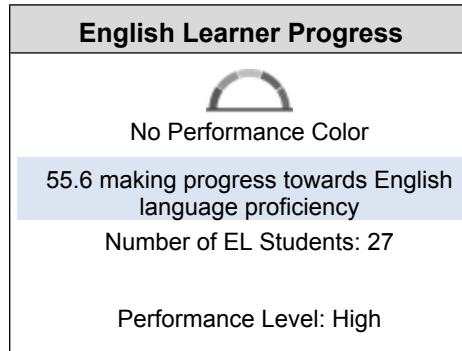 English Learner Progress
No Performance Color
55.6 making progress towards English
language proficiency
Number of EL Students: 27
Performance Level: High